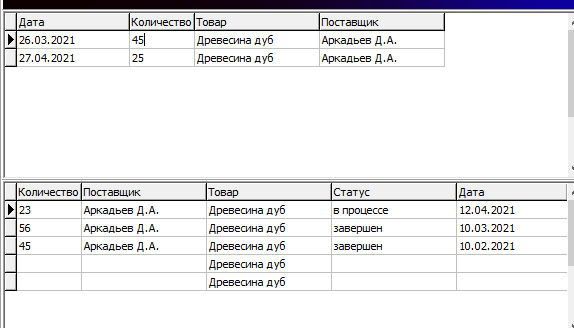 Дата Количество Товар Поставщик
26.03.2021 45 Древесина дуб Аркадьев Д.А.
27.04.2021 25 Древесина дуб Аркадьев Д.А.
Количество Поставщик Товар Статус Дата
23 Аркадьев Д.А. Древесина дуб в процессе 12.04.2021
56 Аркадьев Д.А. Древесина дуб завершен 10.03.2021
45 Аркадьев Д.А. Древесина дуб завершен 10.02.2021
Древесина дуб
Древесина дуб